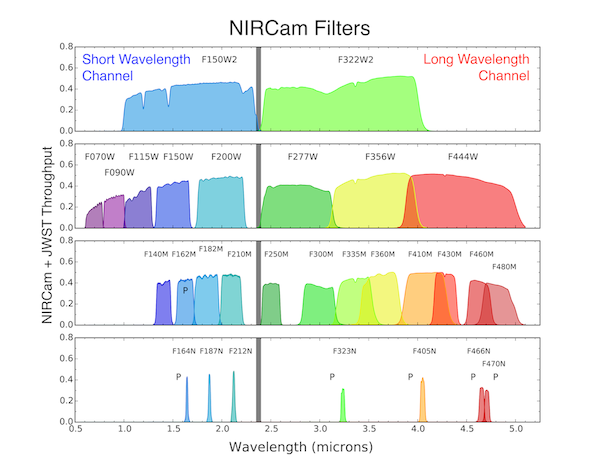 NIRCam Filters
NIRCam + JWST Throughput
0.8
0.6
0.4
0.2
0.0
Short Wavelength
Channel
F150W2
F322W2
Long Wavelength
Channel
0.8
0.6
0.4
0.2
0.0
F070W
F090W
F115W
F150W
F200W
F277W
F356W
F444W
0.8
0.6
0.4
0.2
0.0
F140M
F162M
F182M
F210M
P
F250M
F300M
F335M
F360M
F410M
F430M
F460M
F480M
0.8
0.6
0.4
0.2
0.0
F164N
F187N
F212N
P
F323N
P
F405N
P
F466N
F470N
P
P
0.5 1.0 1.5 2.0 2.5 3.0 3.5 4.0 4.5 5.0
Wavelength (microns)